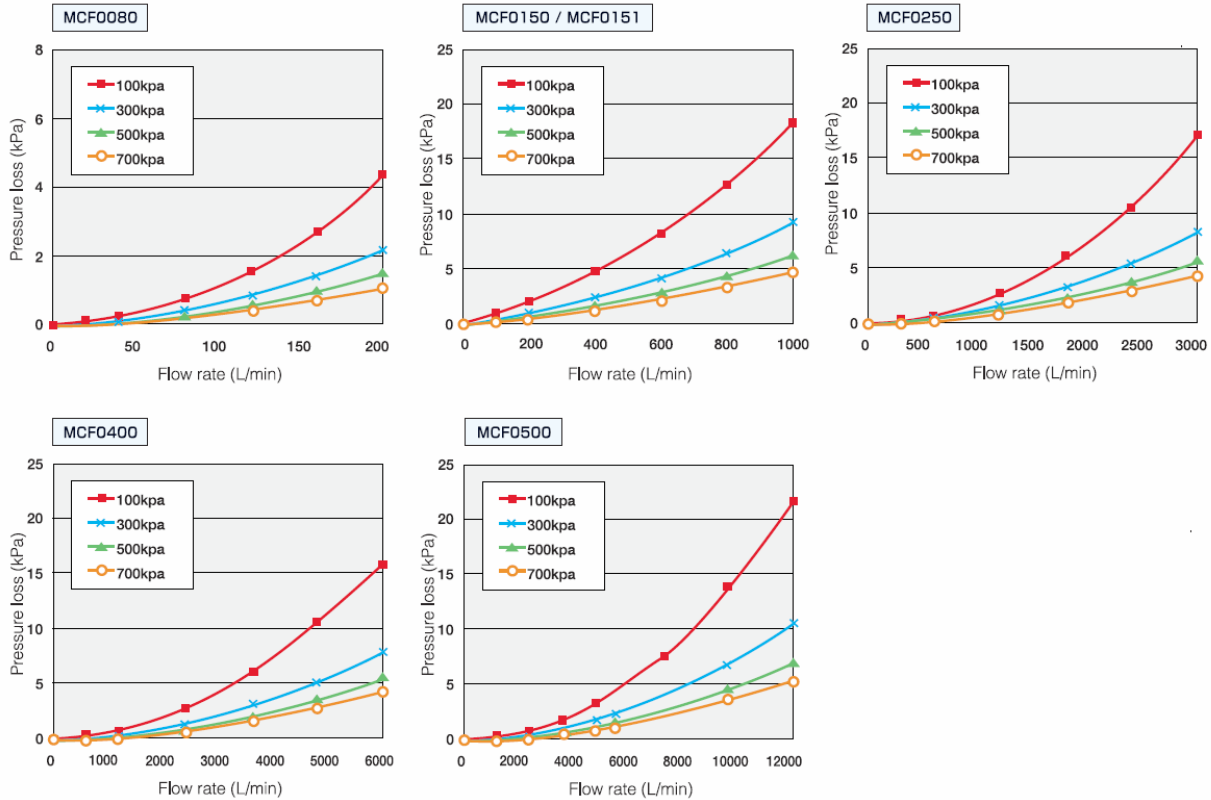 MCF0080
8
6
4
2
0
Pressure loss (kPa)
100kpa
300kpa
500kpa
700kpa
0 50 100 150 200
Flow rate (L/min)
MCF0150 / MCF0151
25
20
15
10
5
0
Pressure loss (kPa)
100kpa
300kpa
500kpa
700kpa
0 200 400 600 800 1000
Flow rate (L/min)
MCF0250
25
20
15
10
5
0
Pressure loss (kPa)
100kpa
300kpa
500kpa
700kpa
0 500 1000 1500 2000 2500 3000
Flow rate (L/min)
MCF0400
25
20
15
10
5
0
Pressure loss (kPa)
100kpa
300kpa
500kpa
700kpa
0 1000 2000 3000 4000 5000 6000
Flow rate (L/min)
MCF0500
25
20
15
10
5
0
Pressure loss (kPa)
100kpa
300kpa
500kpa
700kpa
0 2000 4000 6000 8000 10000 12000
Flow rate (L/min)